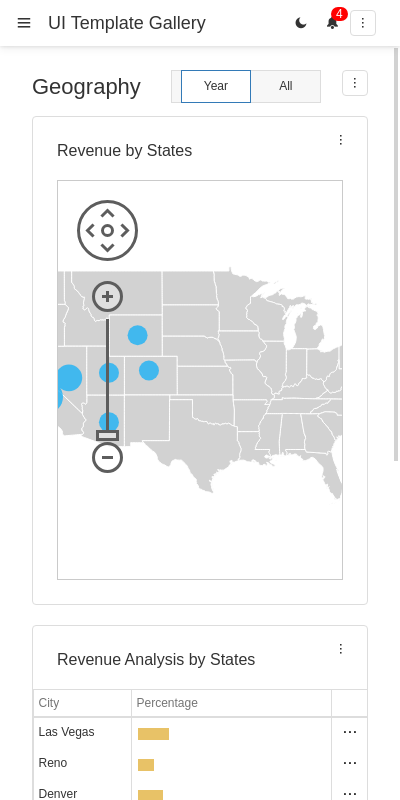 UI Template Gallery
4
Geography
Year
All
Revenue by States
Revenue Analysis by States
City
Percentage
Las Vegas
Reno
Denver